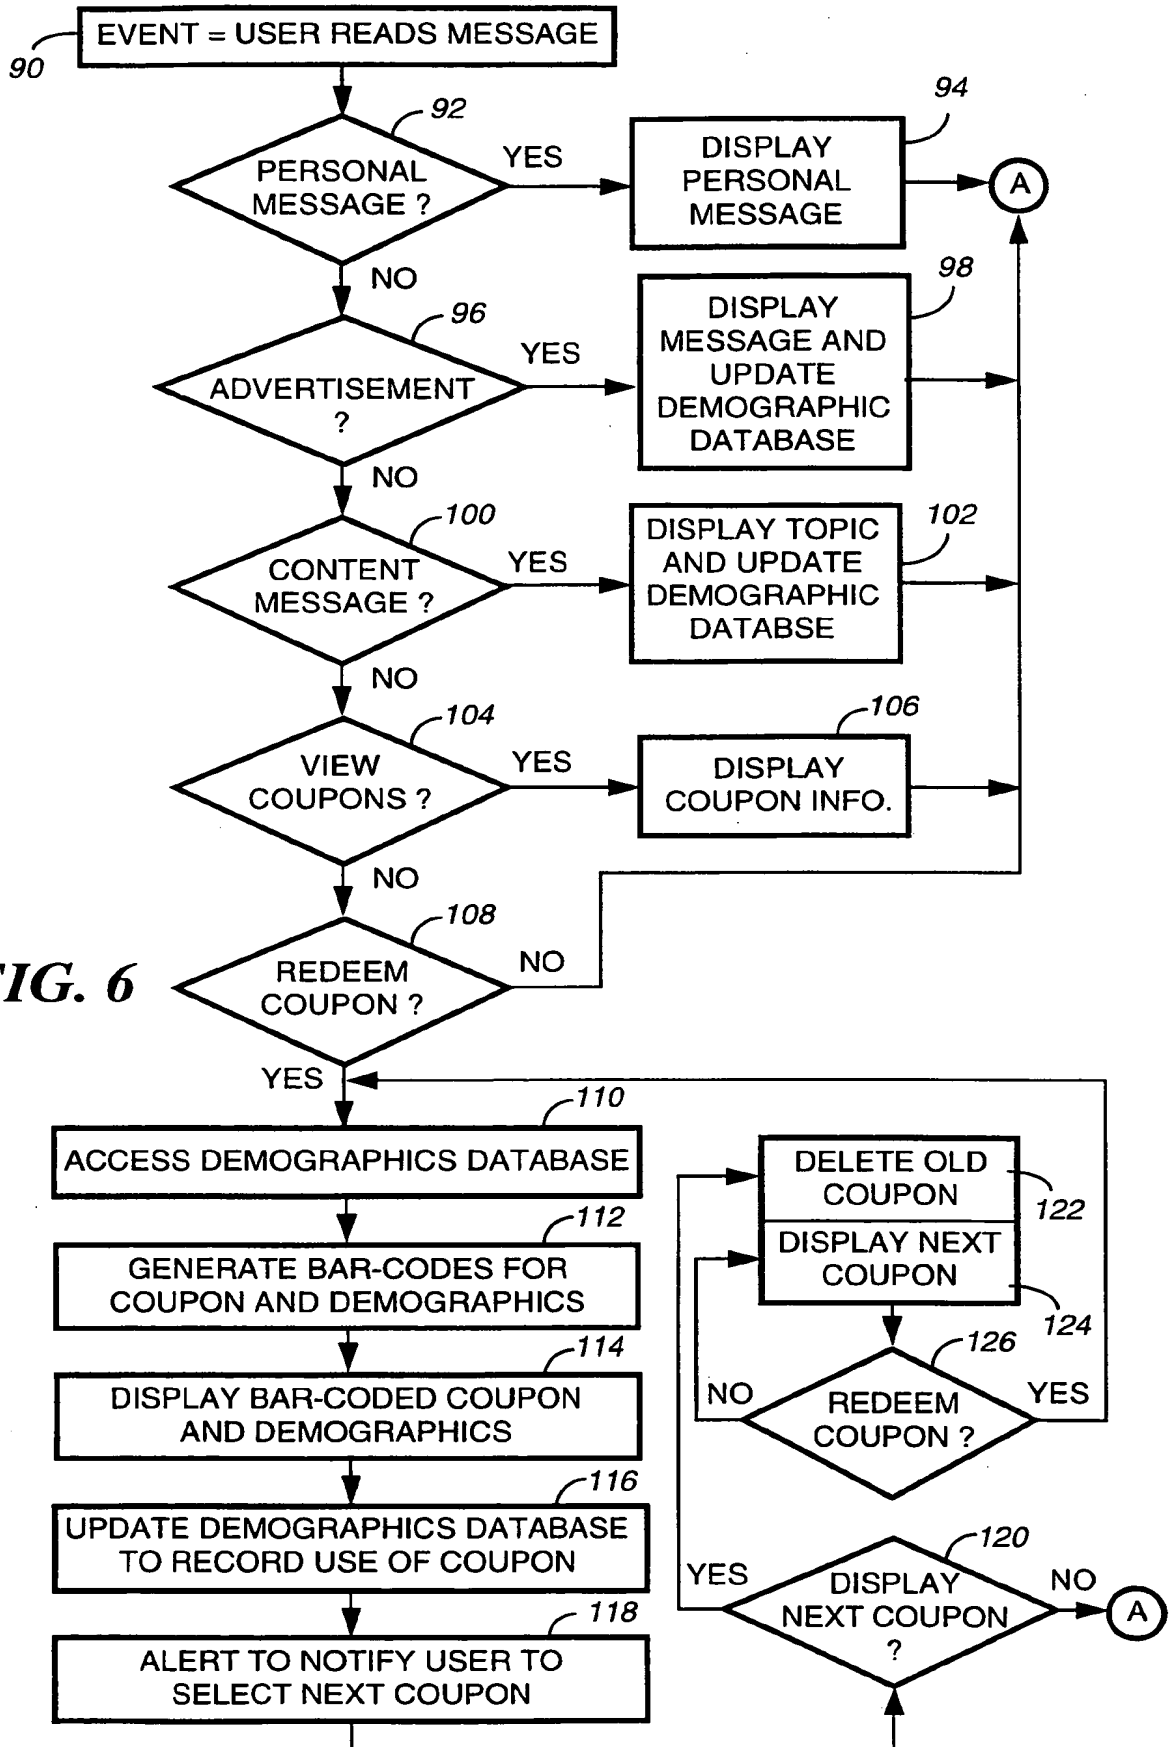 EVENT = USER READS MESSAGE
90
92
PERSONAL
MESSAGE ?
YES
94
DISPLAY
PERSONAL
MESSAGE
A
NO
96
ADVERTISEMENT
?
YES
98
DISPLAY
MESSAGE AND
UPDATE
DEMOGRAPHIC
DATABASE
NO
100
CONTENT
MESSAGE ?
YES
102
DISPLAY TOPIC
AND UPDATE
DEMOGRAPHIC
DATABSE
NO
104
VIEW
COUPONS ?
YES
106
DISPLAY
COUPON INFO.
NO
108
REDEEM
COUPON ?
NO
IG. 6
YES
110
ACCESS DEMOGRAPHICS DATABASE
112
GENERATE BAR-CODES FOR
COUPON AND DEMOGRAPHICS
114
DISPLAY BAR-CODED COUPON
AND DEMOGRAPHICS
116
UPDATE DEMOGRAPHICS DATABASE
TO RECORD USE OF COUPON
118
ALERT TO NOTIFY USER TO
SELECT NEXT COUPON
DELETE OLD
COUPON
122
DISPLAY NEXT
COUPON
124
126
NO
REDEEM
COUPON ?
YES
120
YES
DISPLAY
NEXT COUPON
?
NO
A